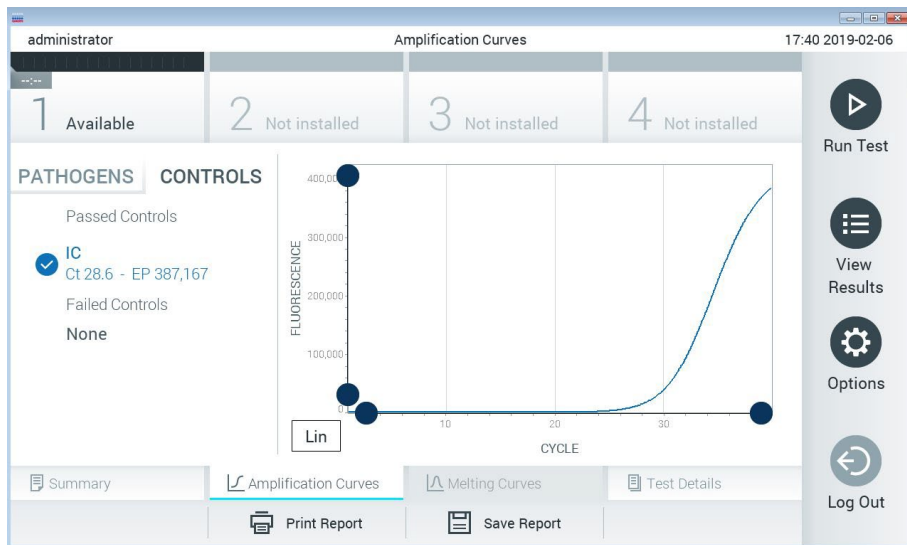 administrator
Amplification Curves
17:40 2019-02-06
--:--
1 Available
2 Not installed
3 Not installed
4 Not installed
Run Test
PATHOGENS CONTROLS
Passed Controls
IC
Ct 28.6 - EP 387,167
Failed Controls
None
FLUORESCENCE
400,00
300,000
200,000
100,000
0
10 20 30
CYCLE
Lin
View
Results
Options
Log Out
Summary
Amplification Curves
Melting Curves
Test Details
Print Report
Save Report